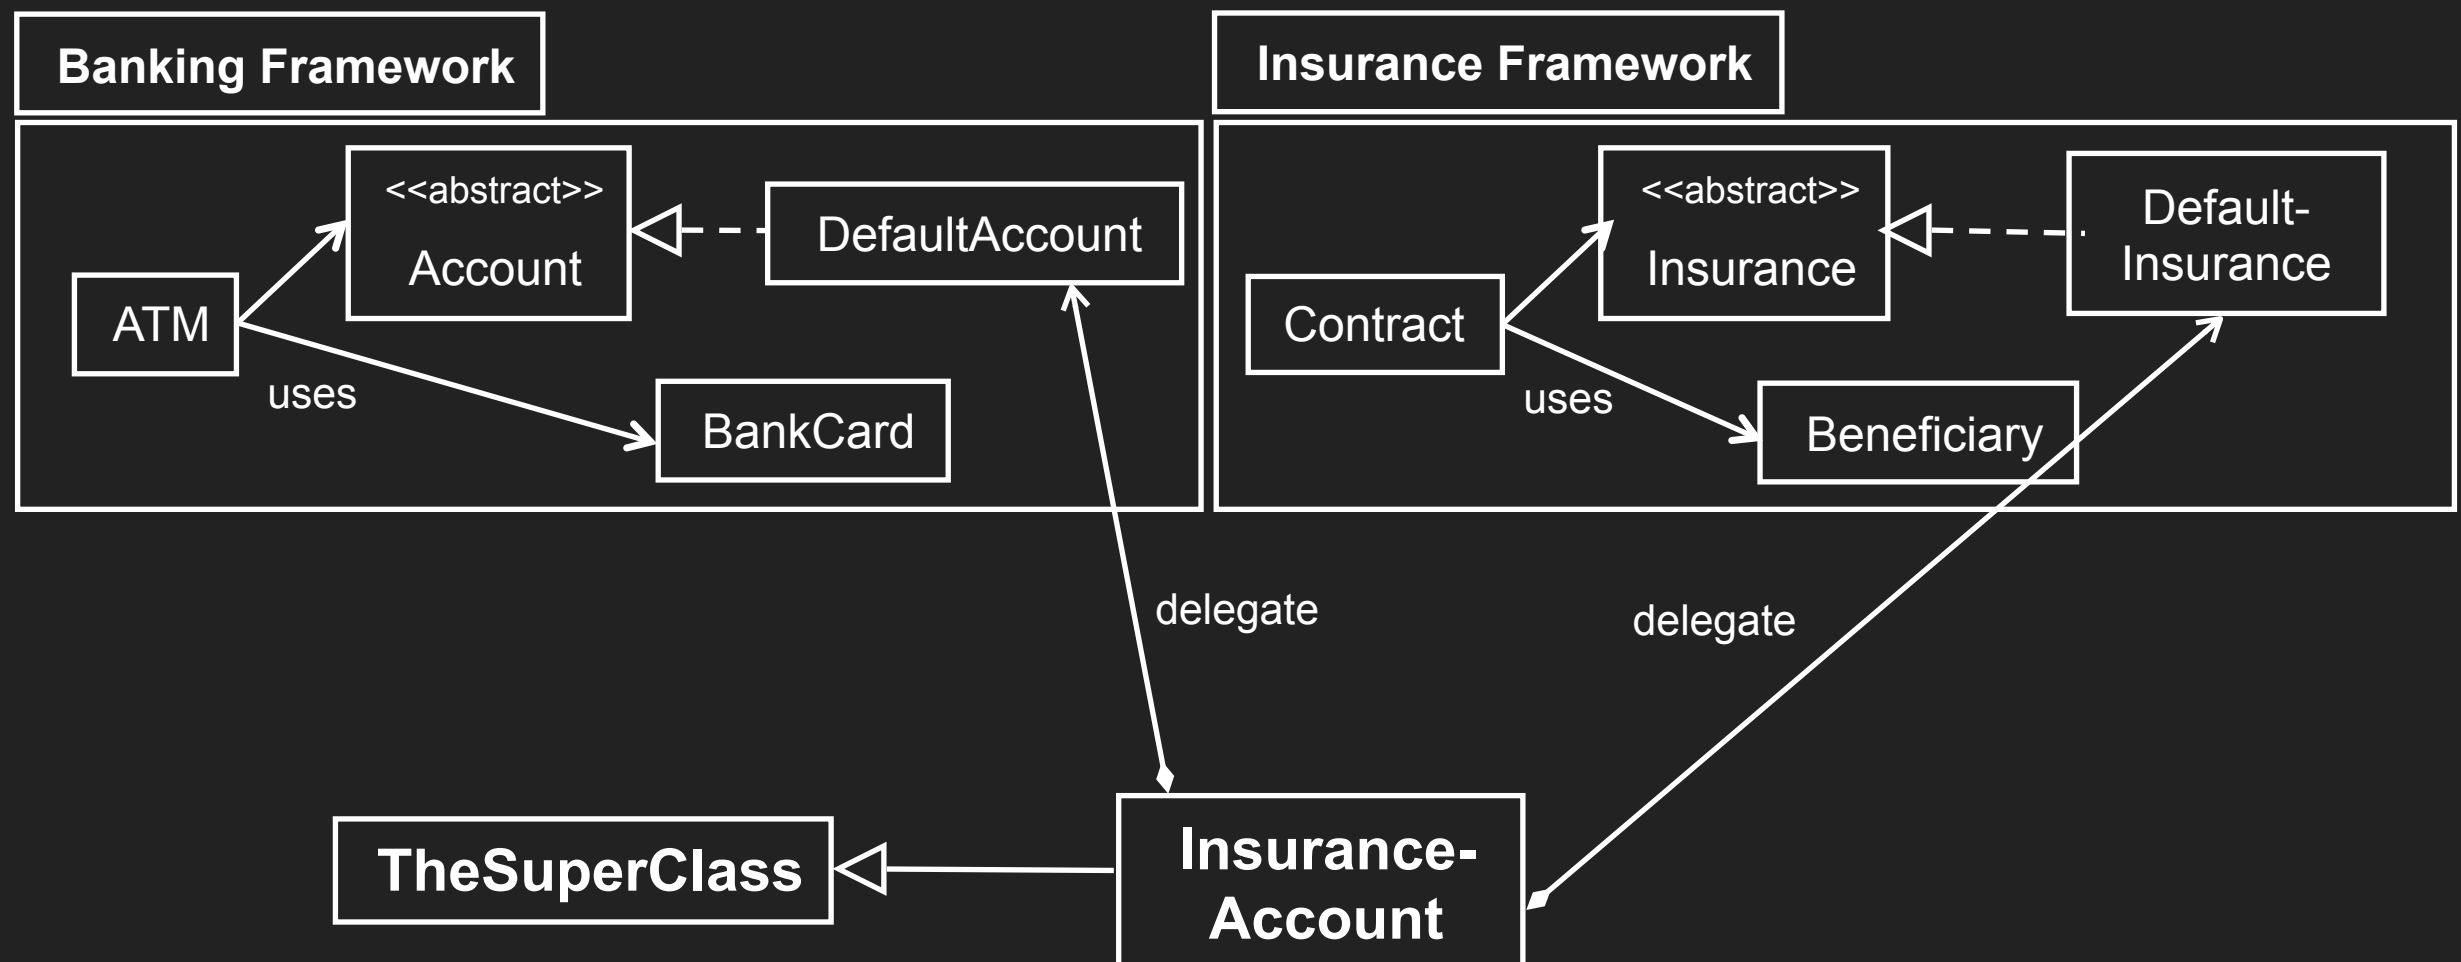 Banking Framework
Insurance Framework
<<abstract>>
Account
DefaultAccount
ATM
uses
BankCard
<<abstract>>
Insurance
Default-
Insurance
Contract
uses
Beneficiary
delegate
delegate
TheSuperClass
Insurance-
Account